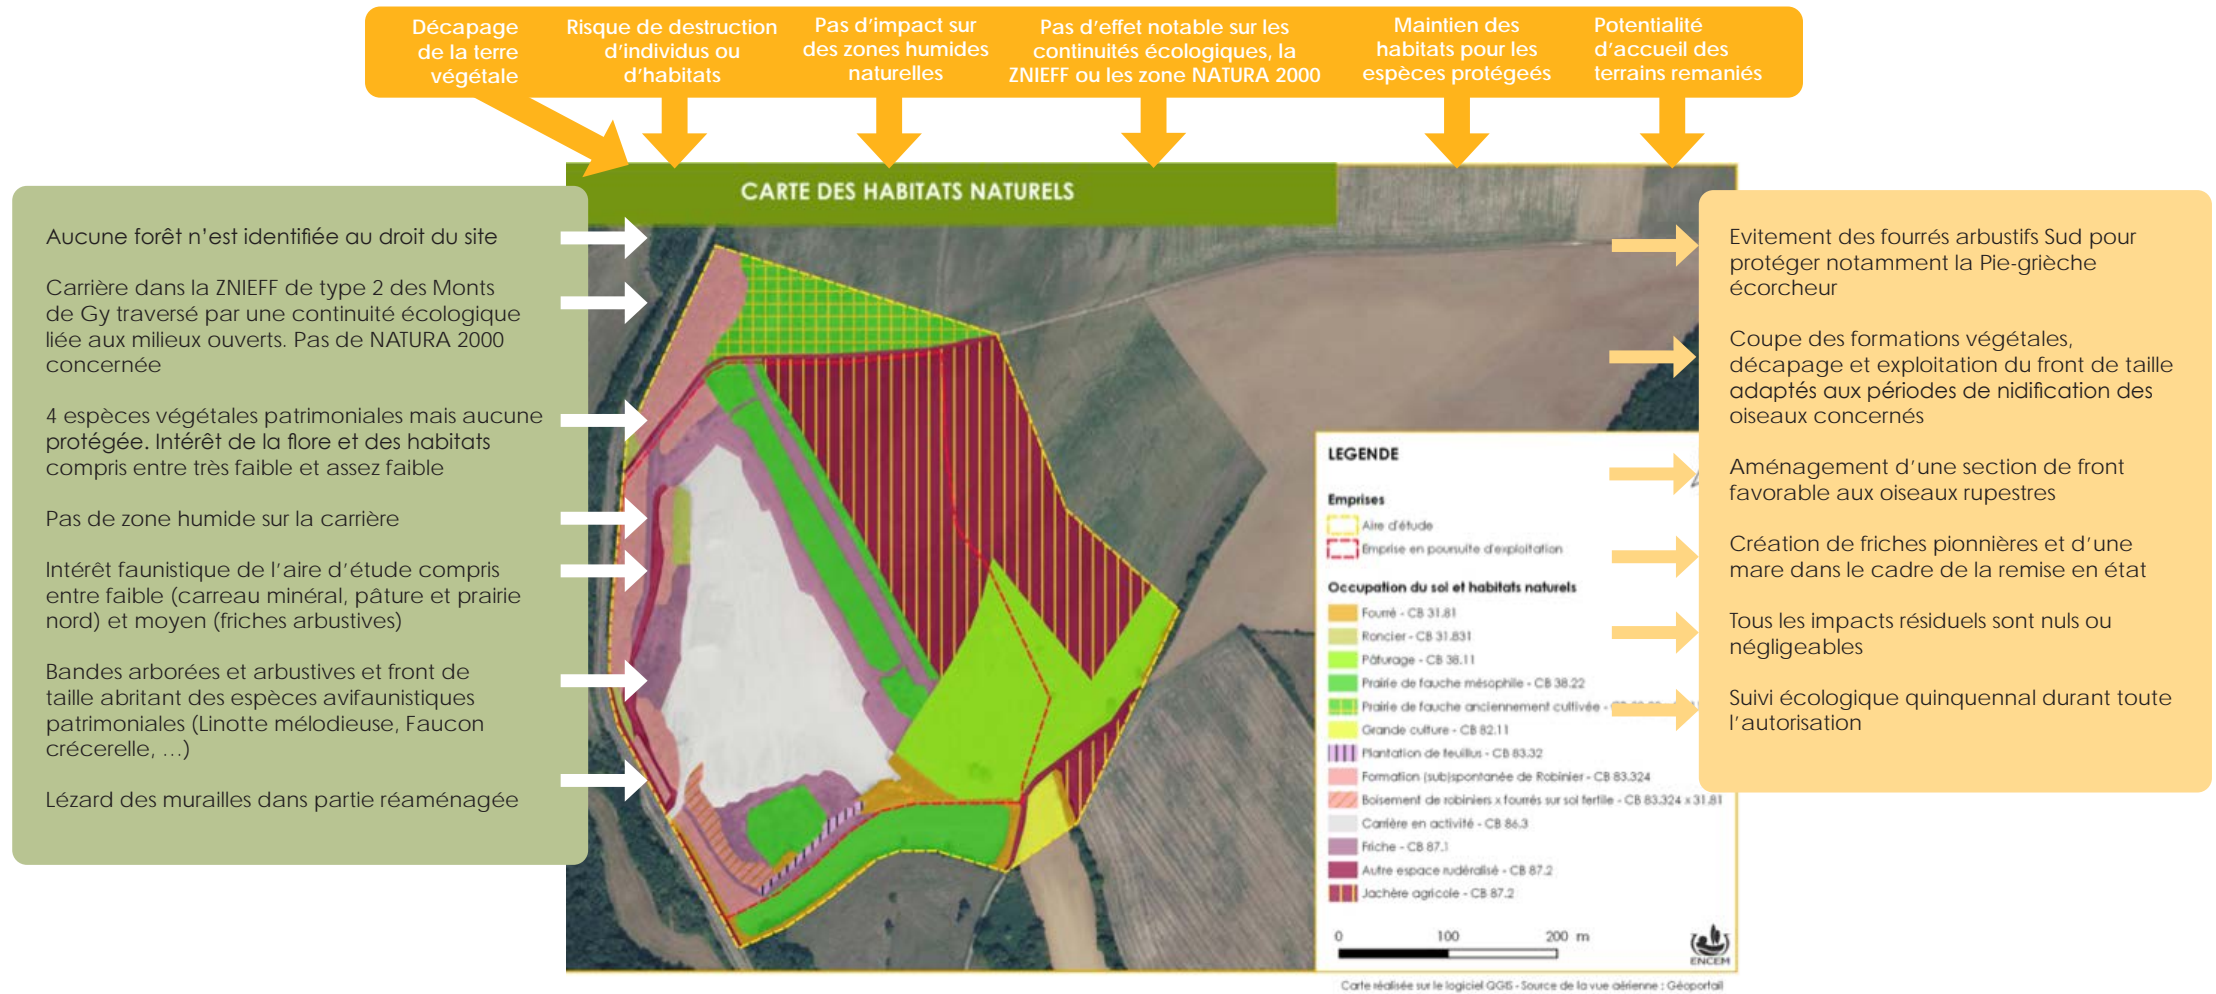 Décapage
de la terre
végétale
Risque de destruction
d'individus ou
d'habitats
Pas d'impact sur
des zones humides
naturelles
Pas d'effet notable sur les
continuités écologiques, la
ZNIEFF ou les zone NATURA 2000
Maintien des
habitats pour les
espèces protégeés
Potentialité
d'accueil des
terrains remaniés
CARTE DES HABITATS NATURELS
Aucune forêt n'est identifiée au droit du site
Carrière dans la ZNIEFF de type 2 des Monts
de Gy traversé par une continuité écologique
liée aux milieux ouverts. Pas de NATURA 2000
concernée
4 espèces végétales patrimoniales mais aucune
protégée. Intérêt de la flore et des habitats
compris entre très faible et assez faible
Pas de zone humide sur la carrière
Intérêt faunistique de l'aire d'étude compris
entre faible (carreau minéral, pâture et prairie
nord) et moyen (friches arbustives)
Bandes arborées et arbustives et front de
taille abritant des espèces avifaunistiques
patrimoniales (Linotte mélodieuse, Faucon
crécerelle, ...)
Lézard des murailles dans partie réaménagée
LEGENDE
Emprises
Aire d'étude
Emprise en poursuite d'exploitation
Occupation du sol et habitats naturels
Fourré - CB 31.81
Roncier - CB 31.831
Pâturage - CB 38.11
Prairie de fauche mésophile - CB 38.22
Prairie de fauche anciennement cultivée -
Grande culture - CB 82.11
Plantation de feuillus - CB 83.32
Formation (sub)spontanée de Robinier - CB 83.324
Boisement de robiniers x fourrés sur sol fertile - CB 83.324 x 31.81
Carrière en activité - CB 86.3
Friche - CB 87.1
Autre espace rudéralisé - CB 87.2
Jachère agricole - CB 87.2
0 100 200 m
ENCEM
Carte réalisée sur le logiciel QGIS - Source de la vue aérienne : Géoportail
Evitement des fourrés arbustifs Sud pour
protéger notamment la Pie-grièche
écorcheur
Coupe des formations végétales,
décapage et exploitation du front de taille
adaptés aux périodes de nidification des
oiseaux concernés
Aménagement d'une section de front
favorable aux oiseaux rupestres
Création de friches pionnières et d'une
mare dans le cadre de la remise en état
Tous les impacts résiduels sont nuls ou
négligeables
Suivi écologique quinquennal durant toute
l'autorisation